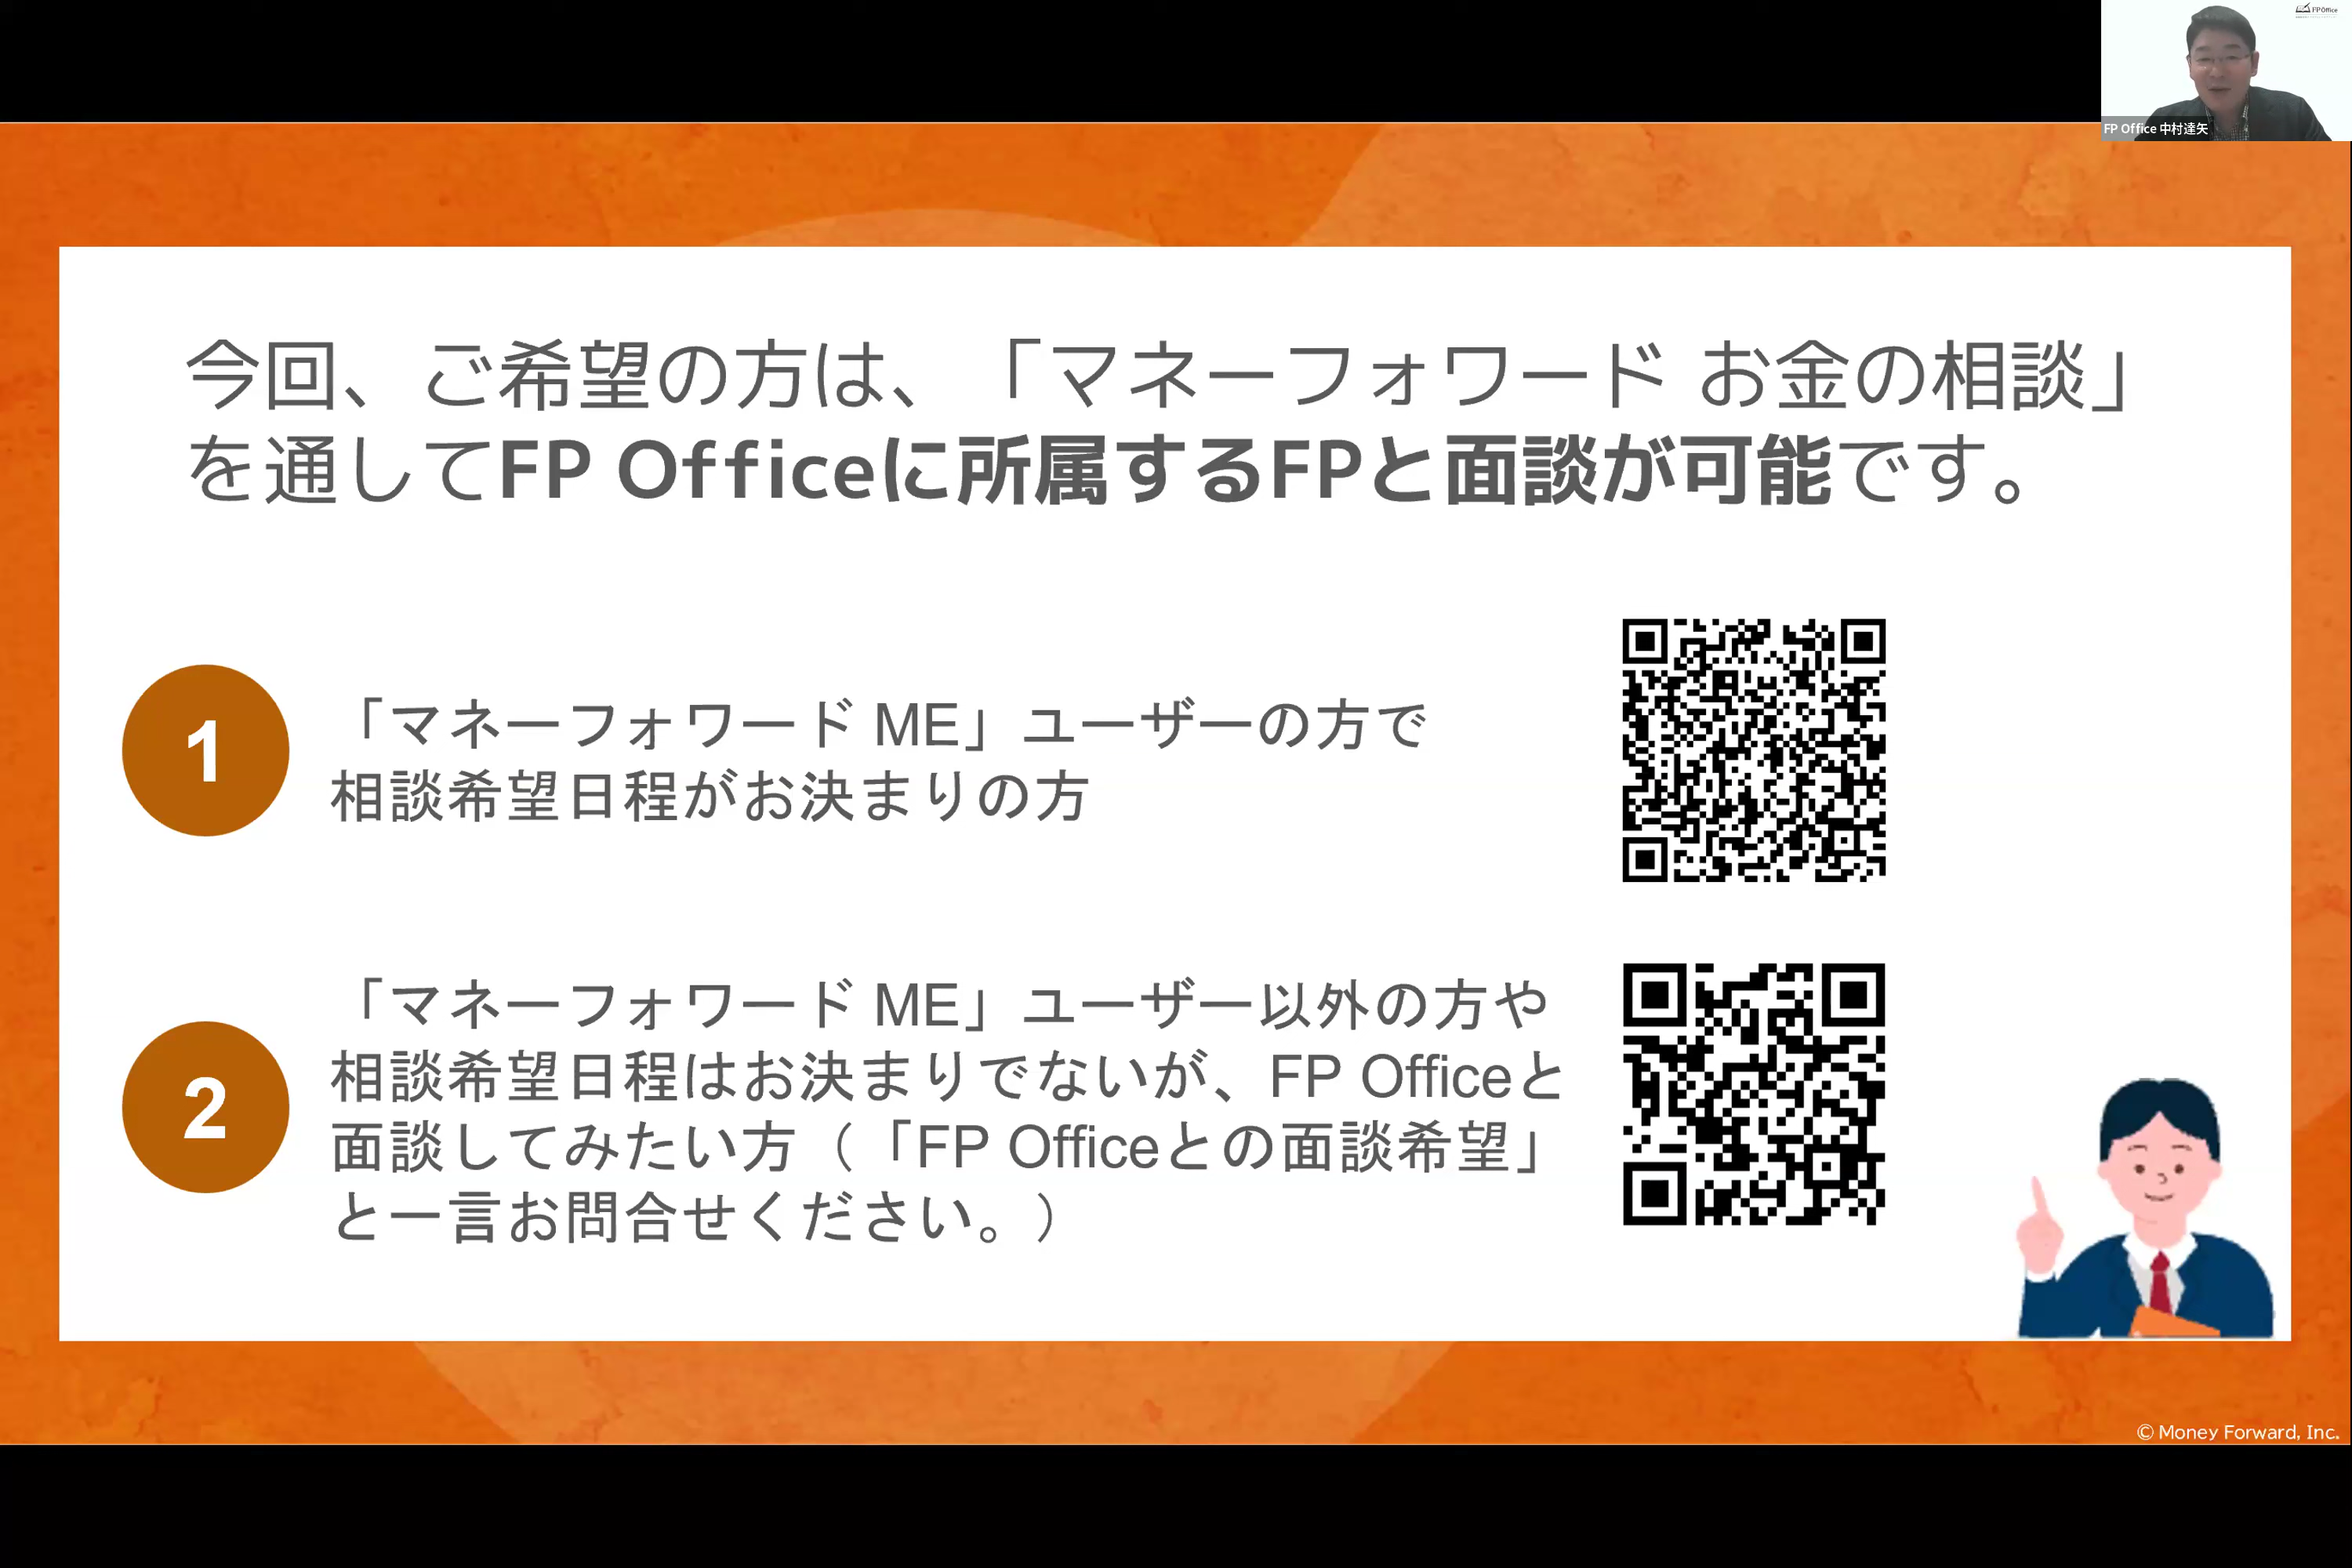 FP Office
FP Office 中村達矢
今回、ご希望の方は、「マネーフォワード お金の相談」
を通してFP Officeに所属するFPと面談が可能です。
1
「マネーフォワード ME」ユーザーの方で
相談希望日程がお決まりの方
2
「マネーフォワード ME」ユーザー以外の方や
相談希望日程はお決まりでないが、FP Officeと
面談してみたい方（「FP Officeとの面談希望」
と一言お問合せください。）
© Money Forward, Inc.